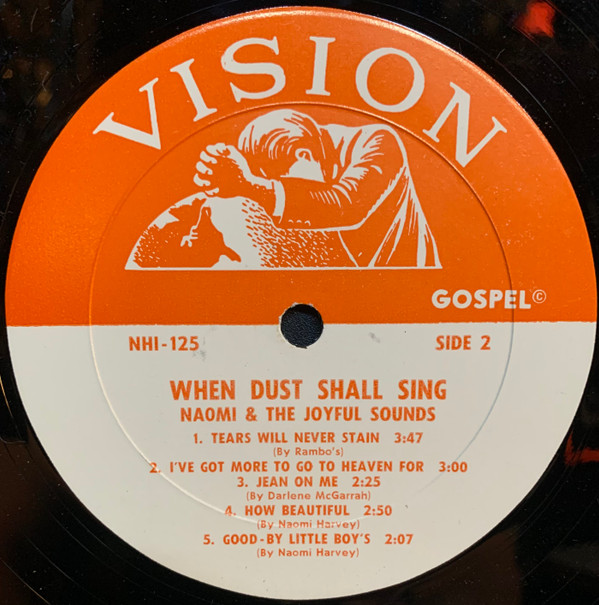 VISION
GOSPEL©
NHI-125
SIDE 2
WHEN DUST SHALL SING
NAOMI & THE JOYFUL SOUNDS
1. TEARS WILL NEVER STAIN 3:47
(By Rambo's)
2. I'VE GOT MORE TO GO TO HEAVEN FOR 3:00
3. JEAN ON ME 2:25
(By Darlene McGarrah)
4. HOW BEAUTIFUL 2:50
(By Naomi Harvey)
5. GOOD-BY LITTLE BOY'S 2:07
(By Naomi Harvey)